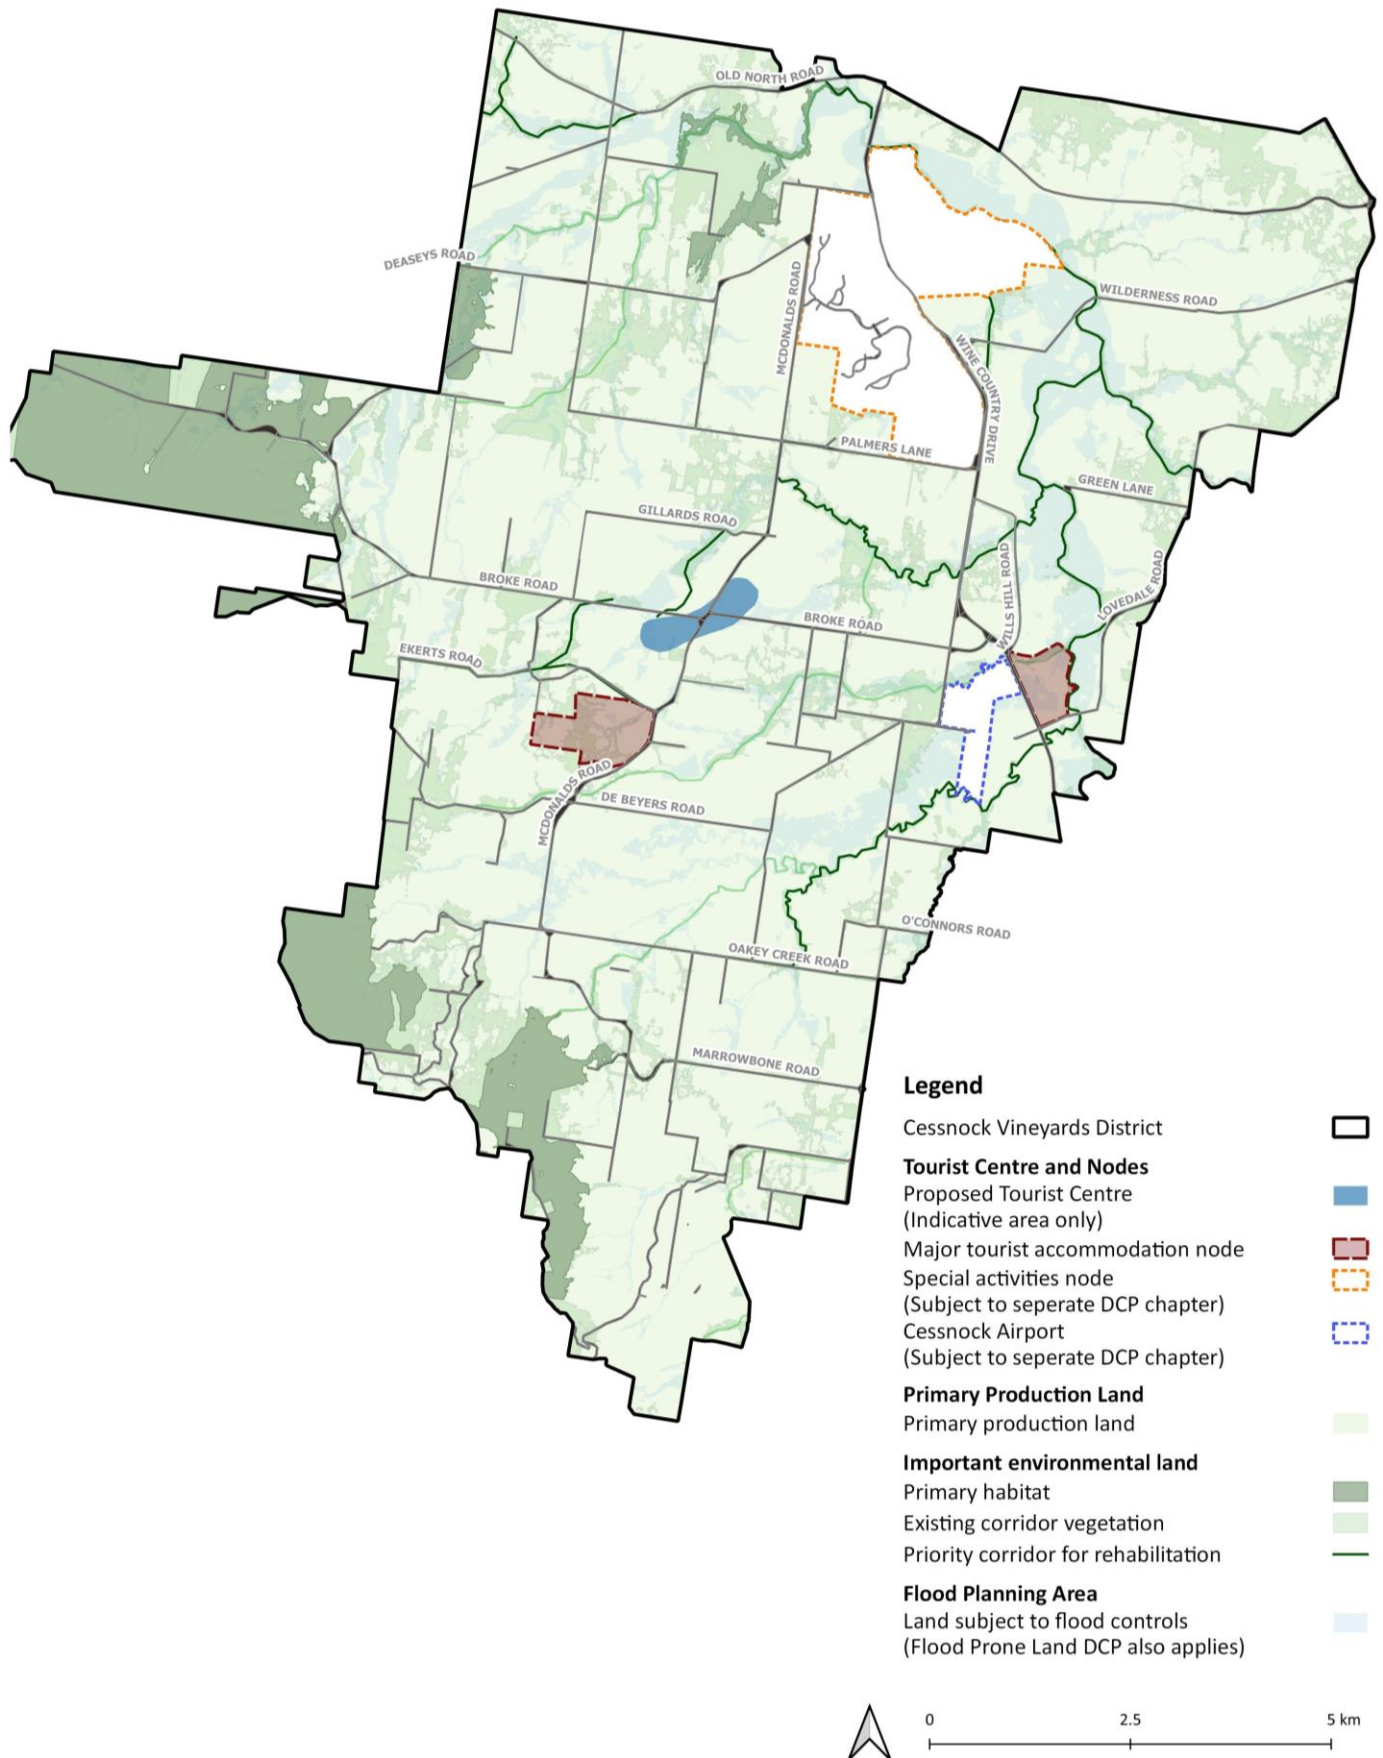 OLD NORTH ROAD
DEASEYS ROAD
MCDONALDS ROAD
WILDERNESS ROAD
WINE COUNTRY DRIVE
PALMERS LANE
GREEN LANE
GILLARDS ROAD
BROKE ROAD
WILLS HILL ROAD
LOVEDALE ROAD
BROKE ROAD
EKERTS ROAD
MCDONALDS ROAD
DE BEYERS ROAD
O'CONNORS ROAD
OAKEY CREEK ROAD
MARROWBONE ROAD
Legend
Cessnock Vineyards District
Tourist Centre and Nodes
Proposed Tourist Centre
(Indicative area only)
Major tourist accommodation node
Special activities node
(Subject to seperate DCP chapter)
Cessnock Airport
(Subject to seperate DCP chapter)
Primary Production Land
Primary production land
Important environmental land
Primary habitat
Existing corridor vegetation
Priority corridor for rehabilitation
Flood Planning Area
Land subject to flood controls
(Flood Prone Land DCP also applies)
0 2.5 5 km